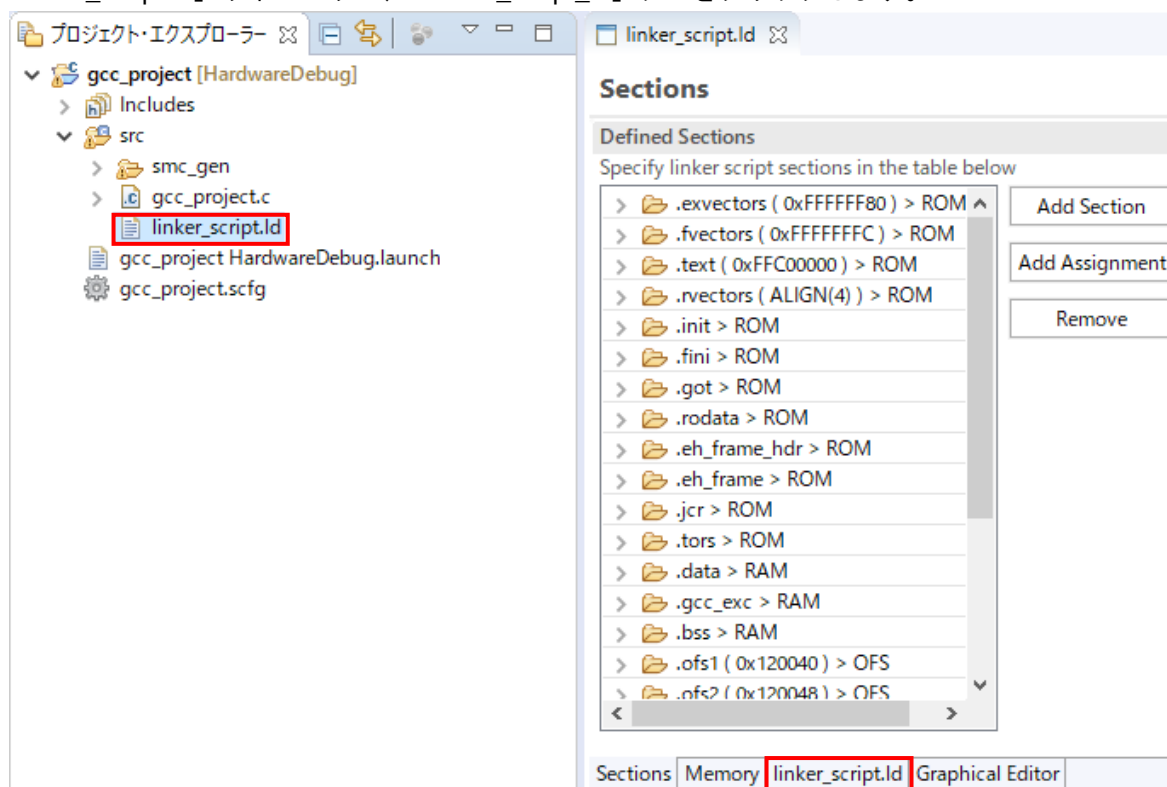 プロジェクト・エクスプローラー
gcc_project [HardwareDebug]
Includes
src
smc_gen
gcc_project.c
linker_script.ld
gcc_project HardwareDebug.launch
gcc_project.scfg
linker_script.ld
Sections
Defined Sections
Specify linker script sections in the table below
.exvectors ( 0xFFFFFF80 ) > ROM
.fvectors ( 0xFFFFFFFC ) > ROM
.text ( 0xFFC00000 ) > ROM
.rvectors ( ALIGN(4) ) > ROM
.init > ROM
.fini > ROM
.got > ROM
.rodata > ROM
.eh_frame_hdr > ROM
.eh_frame > ROM
.jcr > ROM
.tors > ROM
.data > RAM
.gcc_exc > RAM
.bss > RAM
.ofs1 ( 0x120040 ) > OFS
.ofs2 ( 0x120048 ) > OFS
Add Section
Add Assignment
Remove
Sections Memory linker_script.ld Graphical Editor